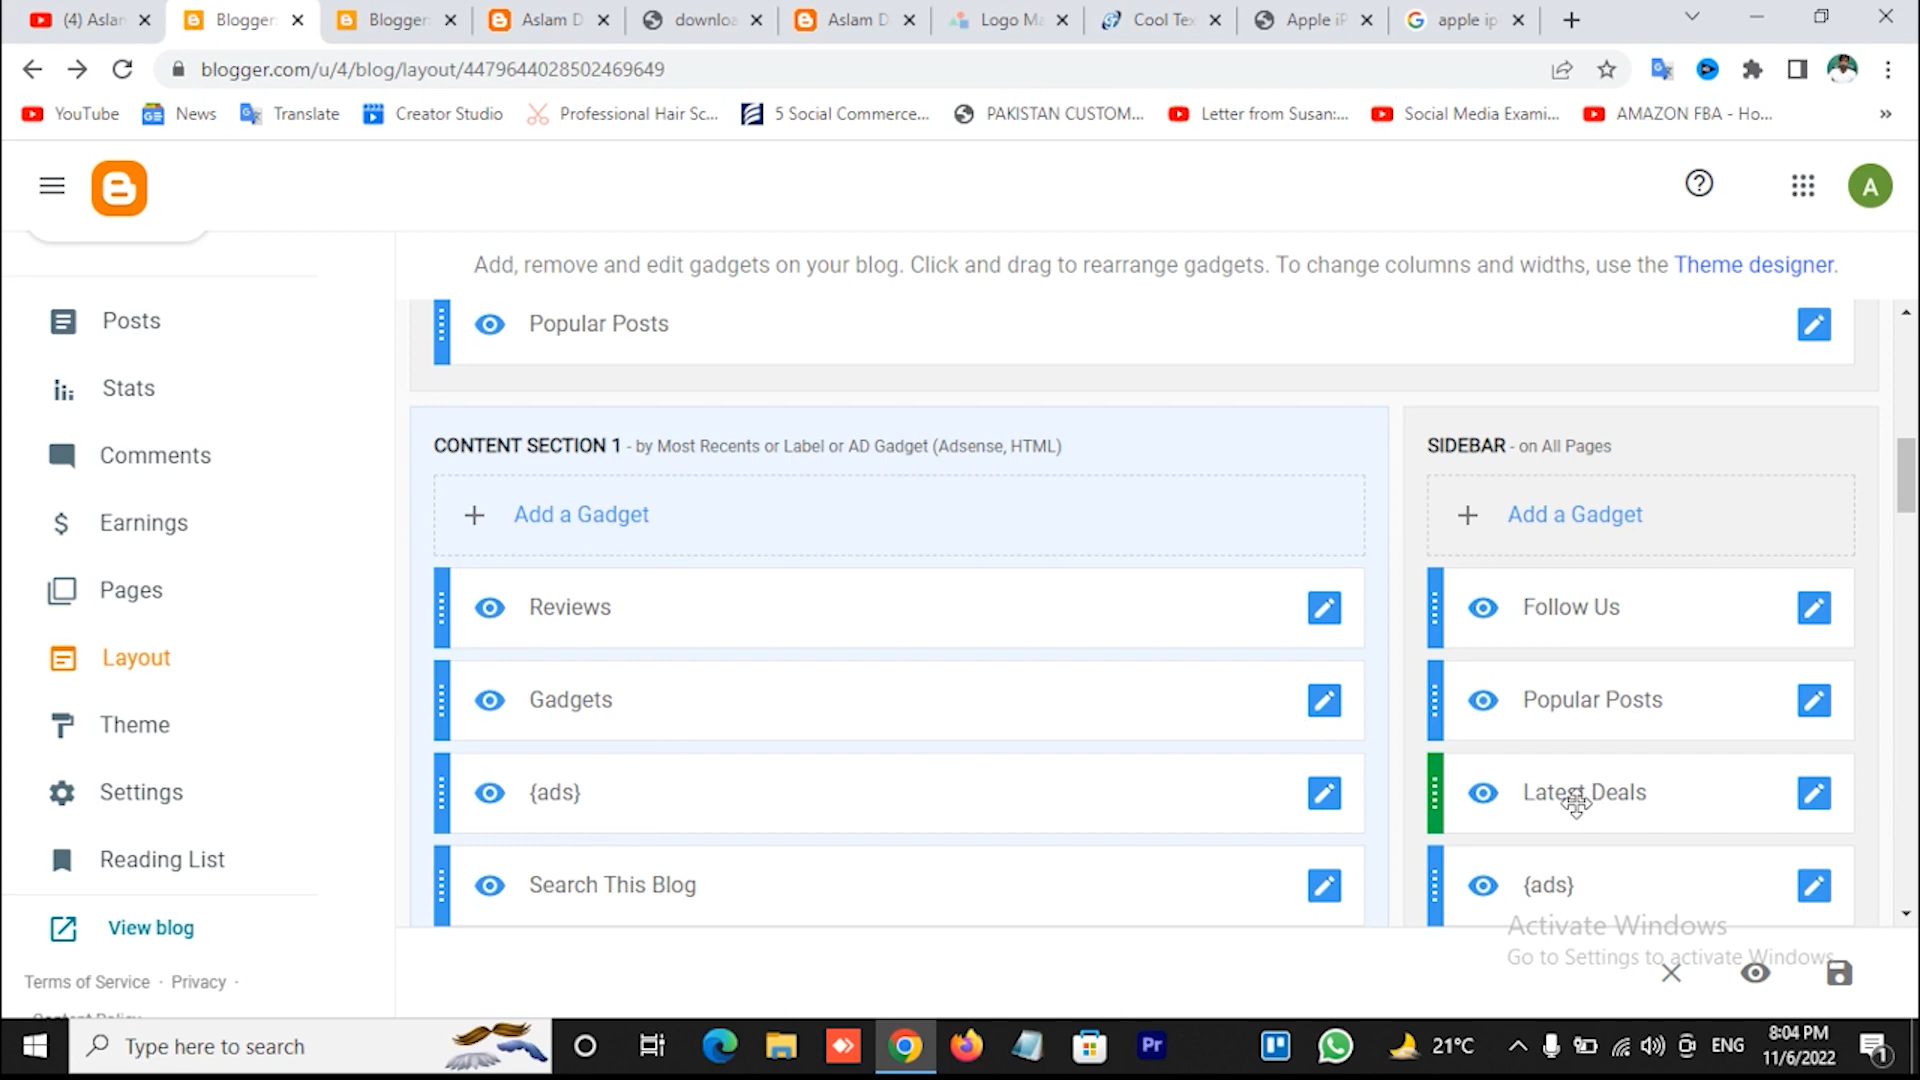 (4) Aslan
Blogger:
Blogger:
Aslam D
downloa
Aslam D
Logo Ma
Cool Tex
Apple iP
apple ip
blogger.com/u/4/blog/layout/4479644028502469649
YouTube
News
Translate
Creator Studio
Professional Hair Sc...
5 Social Commerce...
PAKISTAN CUSTOM...
Letter from Susan:...
Social Media Exami...
AMAZON FBA - Ho...
A
Add, remove and edit gadgets on your blog. Click and drag to rearrange gadgets. To change columns and widths, use the Theme designer.
Posts
Stats
Comments
Earnings
Pages
Layout
Theme
Settings
Reading List
View blog
Terms of Service · Privacy ·
Content Policy
Popular Posts
CONTENT SECTION 1 - by Most Recents or Label or AD Gadget (Adsense, HTML)
Add a Gadget
Reviews
Gadgets
{ads}
Search This Blog
SIDEBAR - on All Pages
Add a Gadget
Follow Us
Popular Posts
Latest Deals
{ads}
Activate Windows
Go to Settings to activate Windows.
Type here to search
Pr
21°C
ENG
8:04 PM
11/6/2022
1